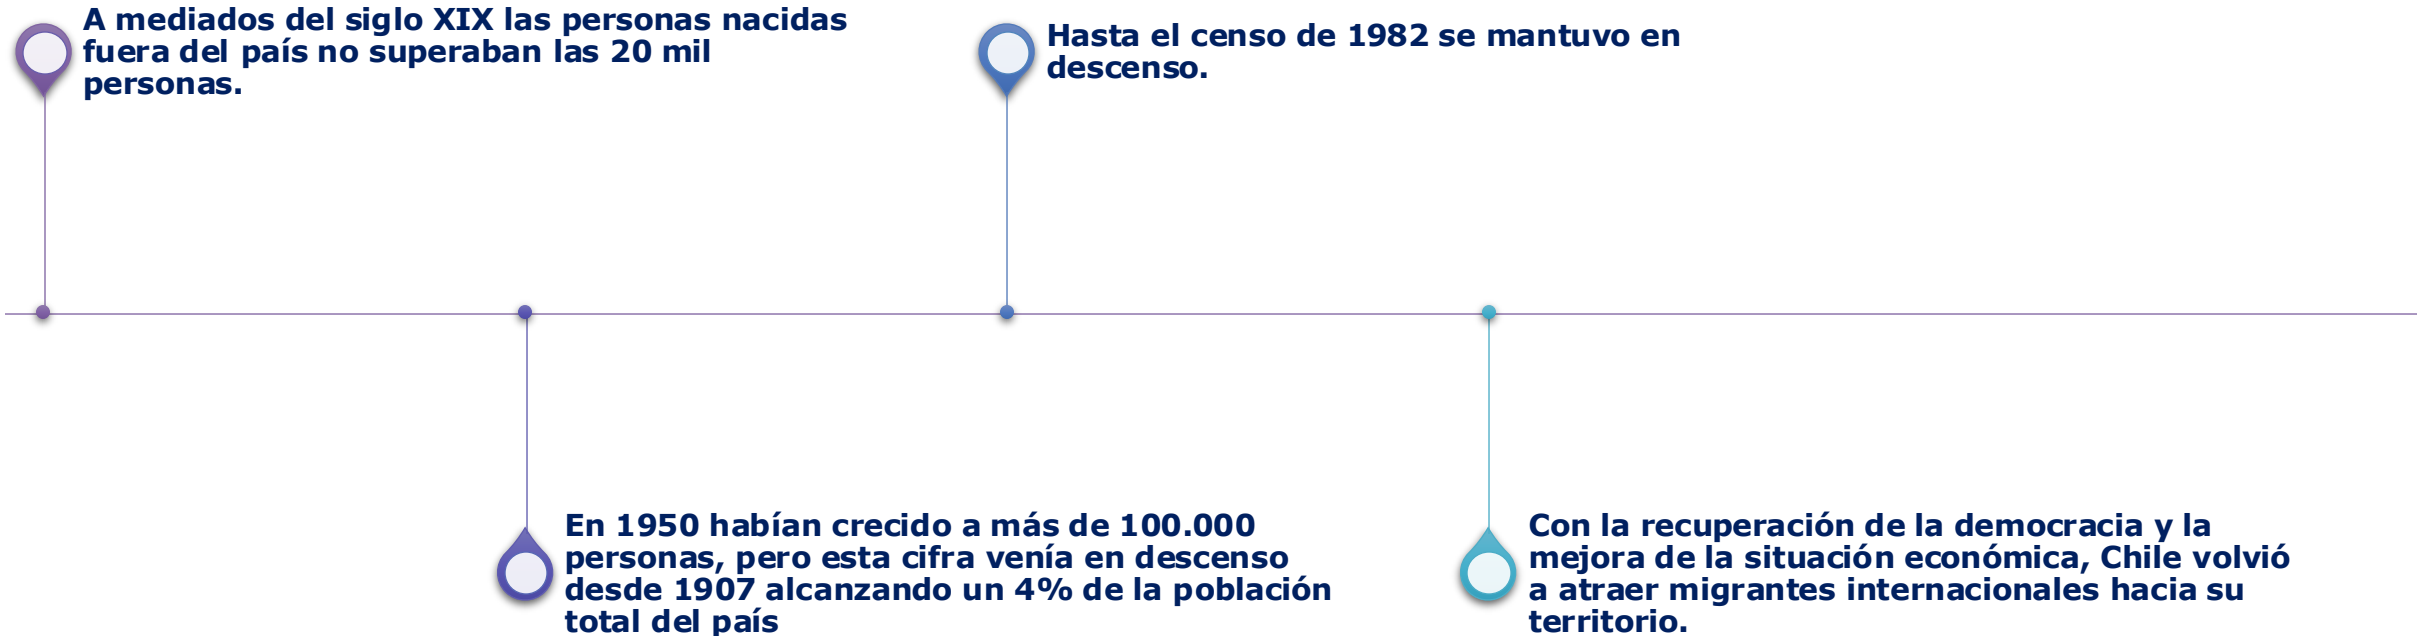 A mediados del siglo XIX las personas nacidas
fuera del país no superaban las 20 mil
personas.
En 1950 habían crecido a más de 100.000
personas, pero esta cifra venía en descenso
desde 1907 alcanzando un 4% de la población
total del país
Hasta el censo de 1982 se mantuvo en
descenso.
Con la recuperación de la democracia y la
mejora de la situación económica, Chile volvió
a atraer migrantes internacionales hacia su
territorio.